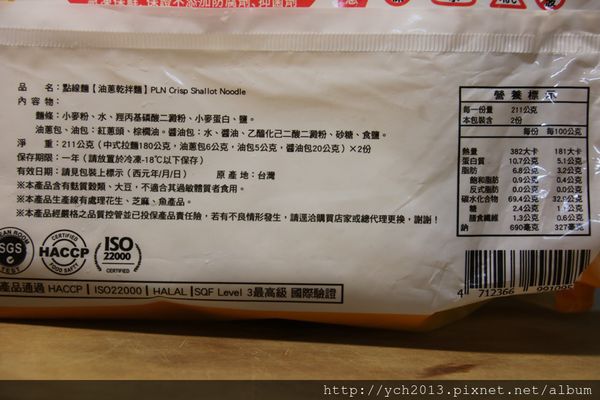 保證不添加防腐劑、抑菌劑
品　名：點線麵【油蔥乾拌麵】PLN Crisp Shallot Noodle
內 容 物：
麵條：小麥粉、水、羥丙基磷酸二澱粉、小麥蛋白、鹽。
油蔥包：油包：紅蔥頭、棕櫚油。醬油包：水、醬油、乙醯化己二酸二澱粉、砂糖、食鹽。
淨　重：211公克(中式拉麵180公克，油蔥包6公克，油包5公克，醬油包20公克）×2份
保存期限：一年（請放置於冷凍-18℃以下保存）
有效日期：請見包裝上標示（西元年/月/日）　原 產 地：台灣
※本產品含有麩質穀類、大豆，不適合其過敏體質者食用。
※本產品生產線有處理花生、芝麻、魚產品。
※本產品經嚴格之品質控管並已投保產品責任險，若有不良情形發生，請逕洽購買店家或總代理更換，謝謝！
營 養 標 示
每一份量　211公克
本包裝含　2份
每份　每100公克
熱量　382大卡　181大卡
蛋白質　10.7公克　5.1公克
脂肪　6.8公克　3.2公克
飽和脂肪　0.9公克　0.4公克
反式脂肪　0.0公克　0.0公克
碳水化合物　69.4公克　32.9公克
糖　2.4公克　1.1公克
膳食纖維　1.3公克　0.6公克
鈉　690毫克　327毫克
SGS
TEST
CERTIFIED
HACCP
FOOD SAFTY
ISO
22000
CERTIFIED
產品通過 HACCP | ISO22000 | HALAL | SQF Level 3最高級 國際驗證
4 712366
http://ych2013.pixnet.net/album